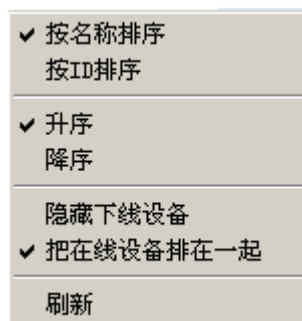 按名称排序
按ID排序
升序
降序
隐藏下线设备
把在线设备排在一起
刷新